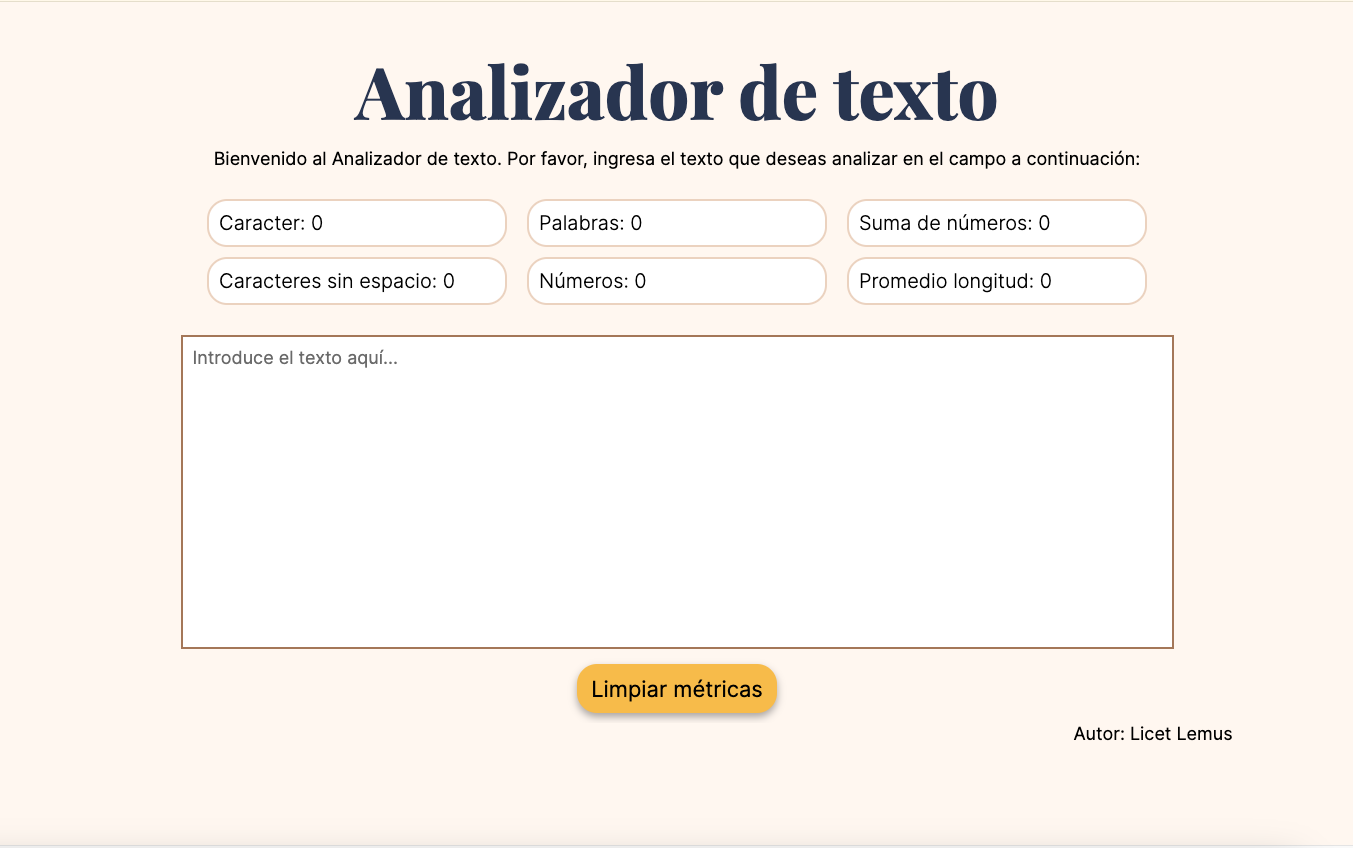 Analizador de texto
Bienvenido al Analizador de texto. Por favor, ingresa el texto que deseas analizar en el campo a continuación:
Caracter: 0
Palabras: 0
Suma de números: 0
Caracteres sin espacio: 0
Números: 0
Promedio longitud: 0
Introduce el texto aquí...
Limpiar métricas
Autor: Licet Lemus